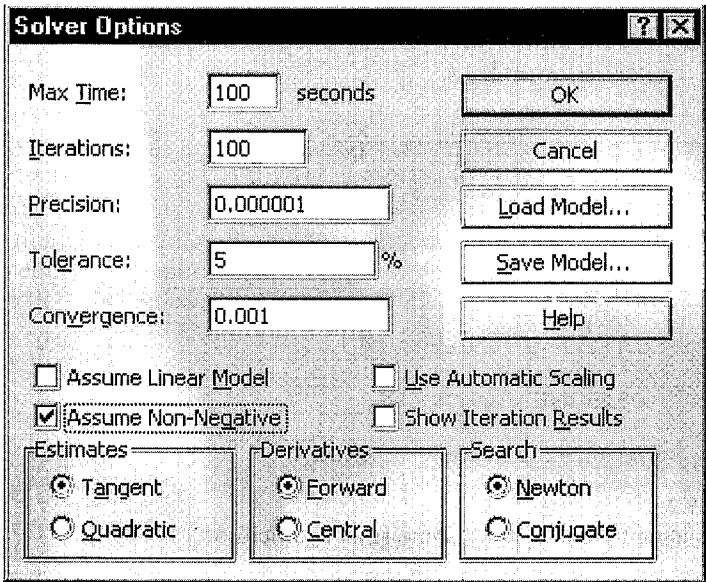 Solver Options
Max Time: 100 seconds OK
Iterations: 100 Cancel
Precision: 0.000001 Load Model...
Tolerance: 5 % Save Model...
Convergence: 0.001 Help
Assume Linear Model Use Automatic Scaling
Assume Non-Negative Show Iteration Results
Estimates Derivatives Search
Tangent Forward Newton
Quadratic Central Conjugate